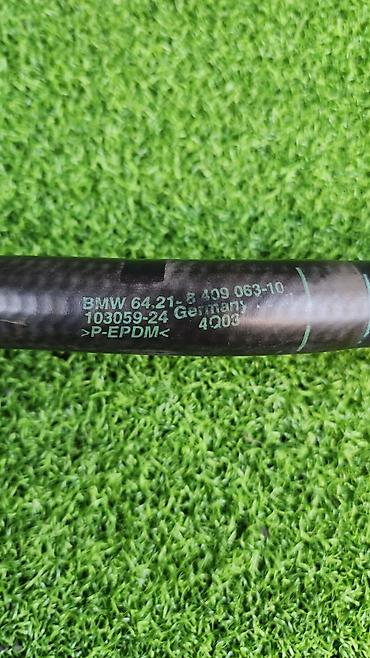 BMW 64.21- 8 409 063-10
103059-24 Germany
>P-EPDM< 4Q03